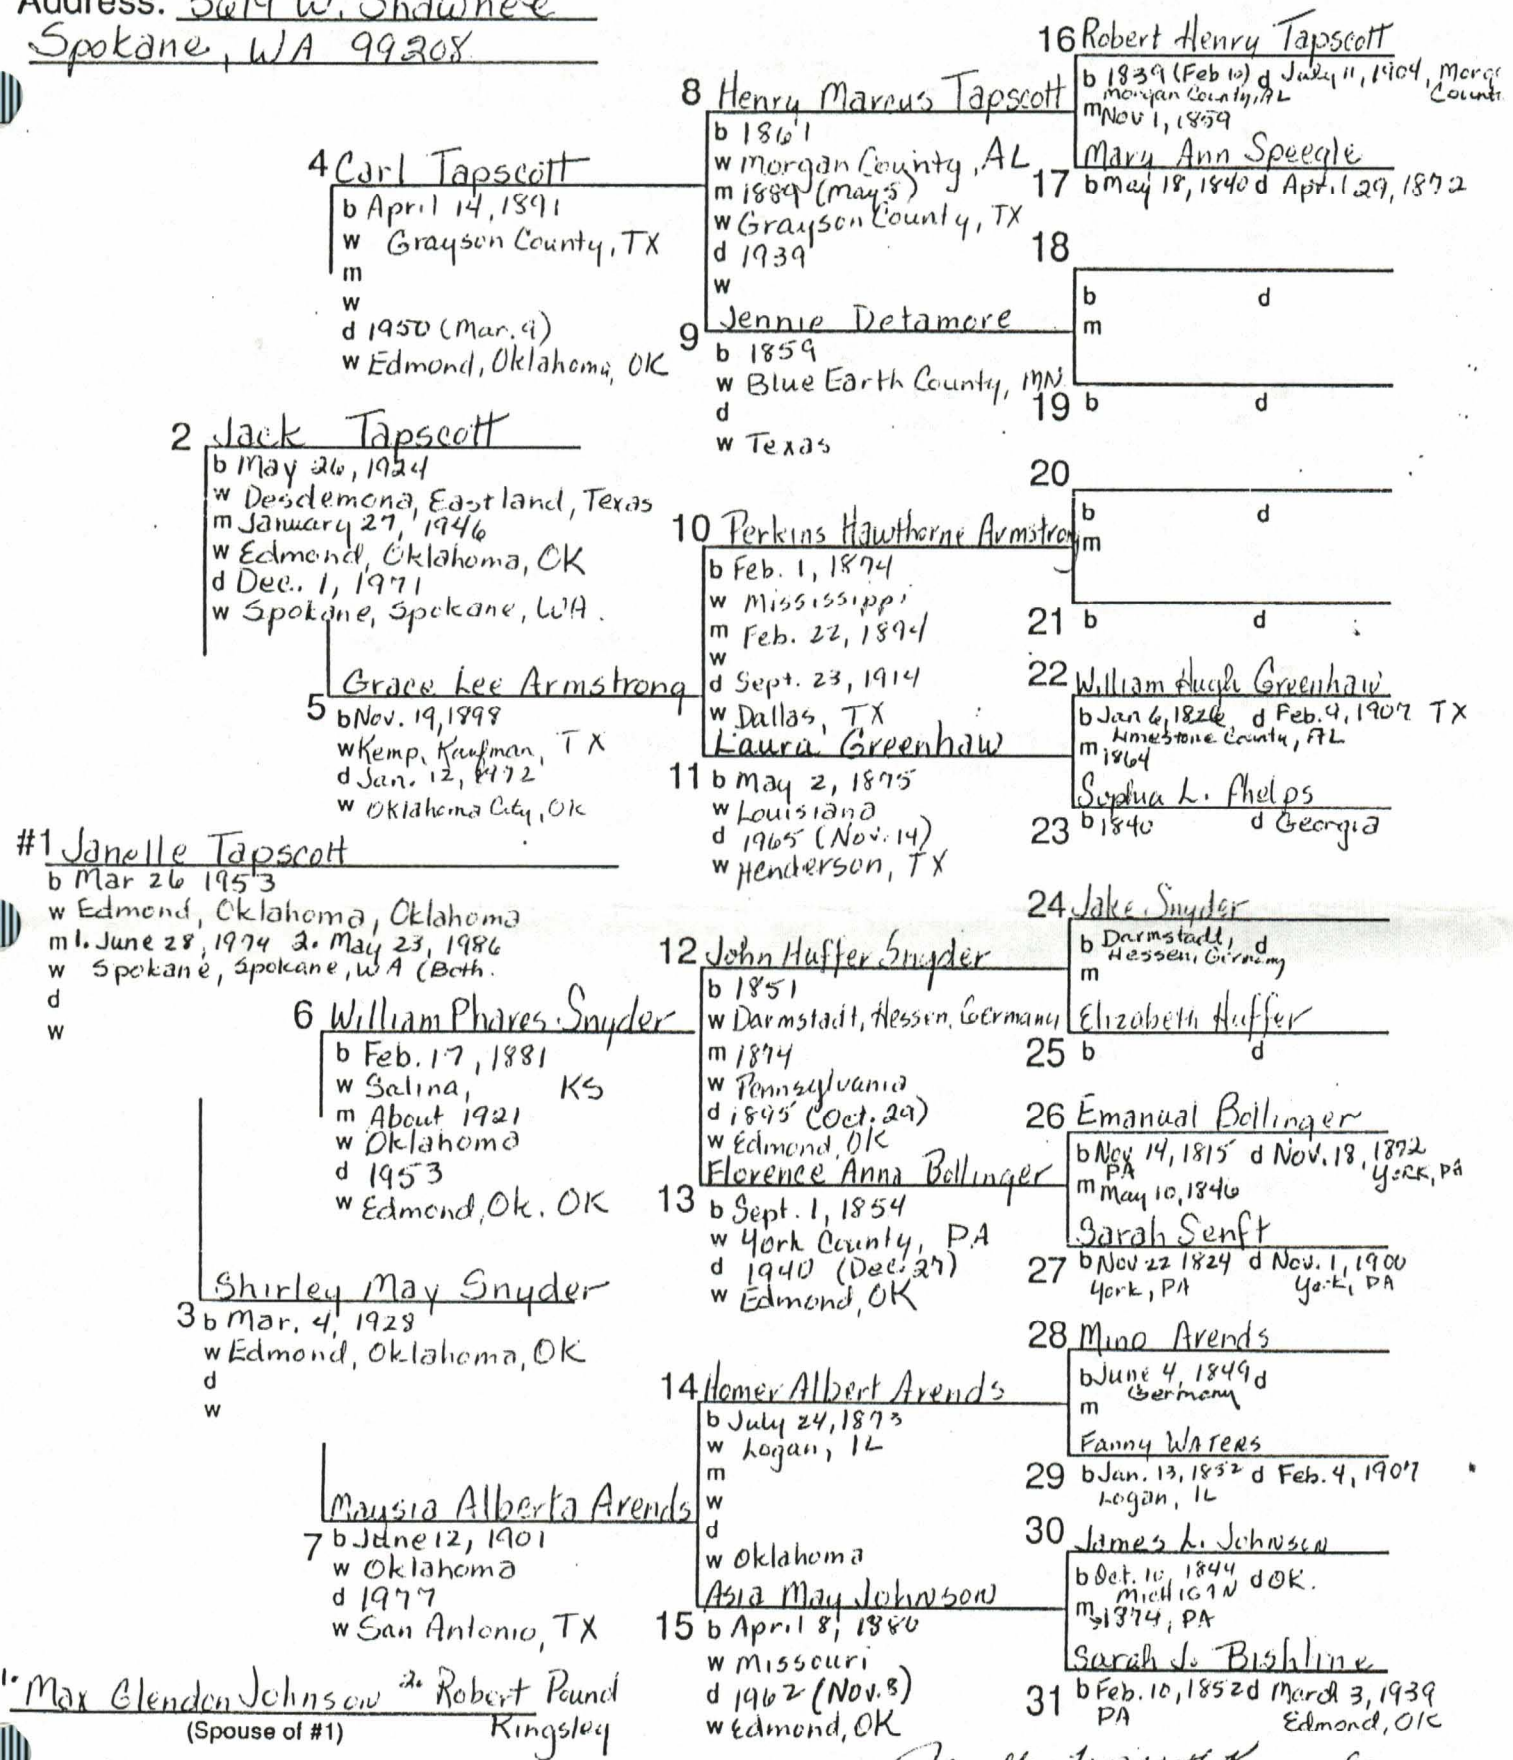 Address:
Spokane, WA 99208
#1 Janelle Tapscott
b Mar 26 1953
w Edmond, Oklahoma, Oklahoma
m 1. June 28, 1974 2. May 23, 1986
w Spokane, Spokane, WA (Both.
d
w
1. Max Glendon Johnson 2. Robert Pound
Kingsley
(Spouse of #1)
2 Jack Tapscott
b May 26, 1924
w Desdemona, Eastland, Texas
m January 27, 1946
w Edmond, Oklahoma, OK
d Dec. 1, 1971
w Spokane, Spokane, WA.
3 Shirley May Snyder
b Mar. 4, 1928
w Edmond, Oklahoma, OK
d
w
4 Carl Tapscott
b April 14, 1891
w Grayson County, TX
m
w
d 1950 (Mar. 9)
w Edmond, Oklahoma, OK
5 Grace Lee Armstrong
b Nov. 19, 1898
w Kemp, Kaufman, TX
d Jan. 12, 1972
w Oklahoma City, OK
6 William Phares Snyder
b Feb. 17, 1881
w Salina, KS
m About 1921
w Oklahoma
d 1953
w Edmond, Ok. OK
7 Maysia Alberta Arends
b June 12, 1901
w Oklahoma
d 1977
w San Antonio, TX
8 Henry Marcus Tapscott
b 1861
w Morgan County, AL
m 1889 (May 5)
w Grayson County, TX
d 1939
w
9 Jennie Detamore
b 1859
w Blue Earth County, MN
d
w Texas
10 Perkins Hawthorne Armstrong
b Feb. 1, 1874
w Mississippi
m Feb. 22, 1894
w
d Sept. 23, 1914
w Dallas, TX
11 Laura Greenhaw
b May 2, 1875
w Louisiana
d 1965 (Nov. 14)
w Henderson, TX
12 John Huffer Snyder
b 1851
w Darmstadt, Hessen, Germany
m 1874
w Pennsylvania
d 1895 (Oct. 29)
w Edmond, OK
13 Florence Anna Bollinger
b Sept. 1, 1854
w York County, PA
d 1940 (Dec. 27)
w Edmond, OK
14 Homer Albert Arends
b July 24, 1873
w Logan, IL
m
w
d
w Oklahoma
15 Asia May Johnson
b April 8, 1880
w Missouri
d 1962 (Nov. 8)
w Edmond, OK
16 Robert Henry Tapscott
b 1839 (Feb 10) d July 11, 1904, Morgan
Morgan County, AL County
m Nov 1, 1859
17 Mary Ann Speegle
b May 18, 1840 d April 29, 1872
18
b d
m
19 b d
20
b d
m
21 b d
22 William Hugh Greenhaw
b Jan 6, 1826, d Feb. 9, 1907 TX
Limestone County, AL
m 1864
23 Sophia L. Phelps
b 1840 d Georgia
24 Jake Snyder
b Darmstadt, d
Hessen, Germany
m
25 Elizabeth Huffer
b d
26 Emanual Bollinger
b Nov 14, 1815 d Nov. 18, 1872
PA York, PA
m May 10, 1846
27 Sarah Senft
b Nov 22 1824 d Nov. 1, 1900
York, PA York, PA
28 Mino Arends
b June 4, 1849 d
Germany
m
29 Fanny Waters
b Jan. 13, 1852 d Feb. 4, 1907
Logan, IL
30 James L. Johnson
b Oct. 10, 1844 d OK.
Michigan
m 1874, PA
31 Sarah J. Bishline
b Feb. 10, 1852 d March 3, 1939
PA Edmond, OK